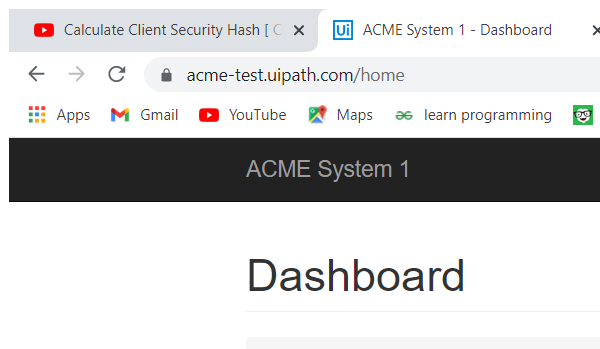 Calculate Client Security Hash [ C
Ui ACME System 1 - Dashboard
acme-test.uipath.com/home
Apps Gmail YouTube Maps learn programming
ACME System 1
Dashboard